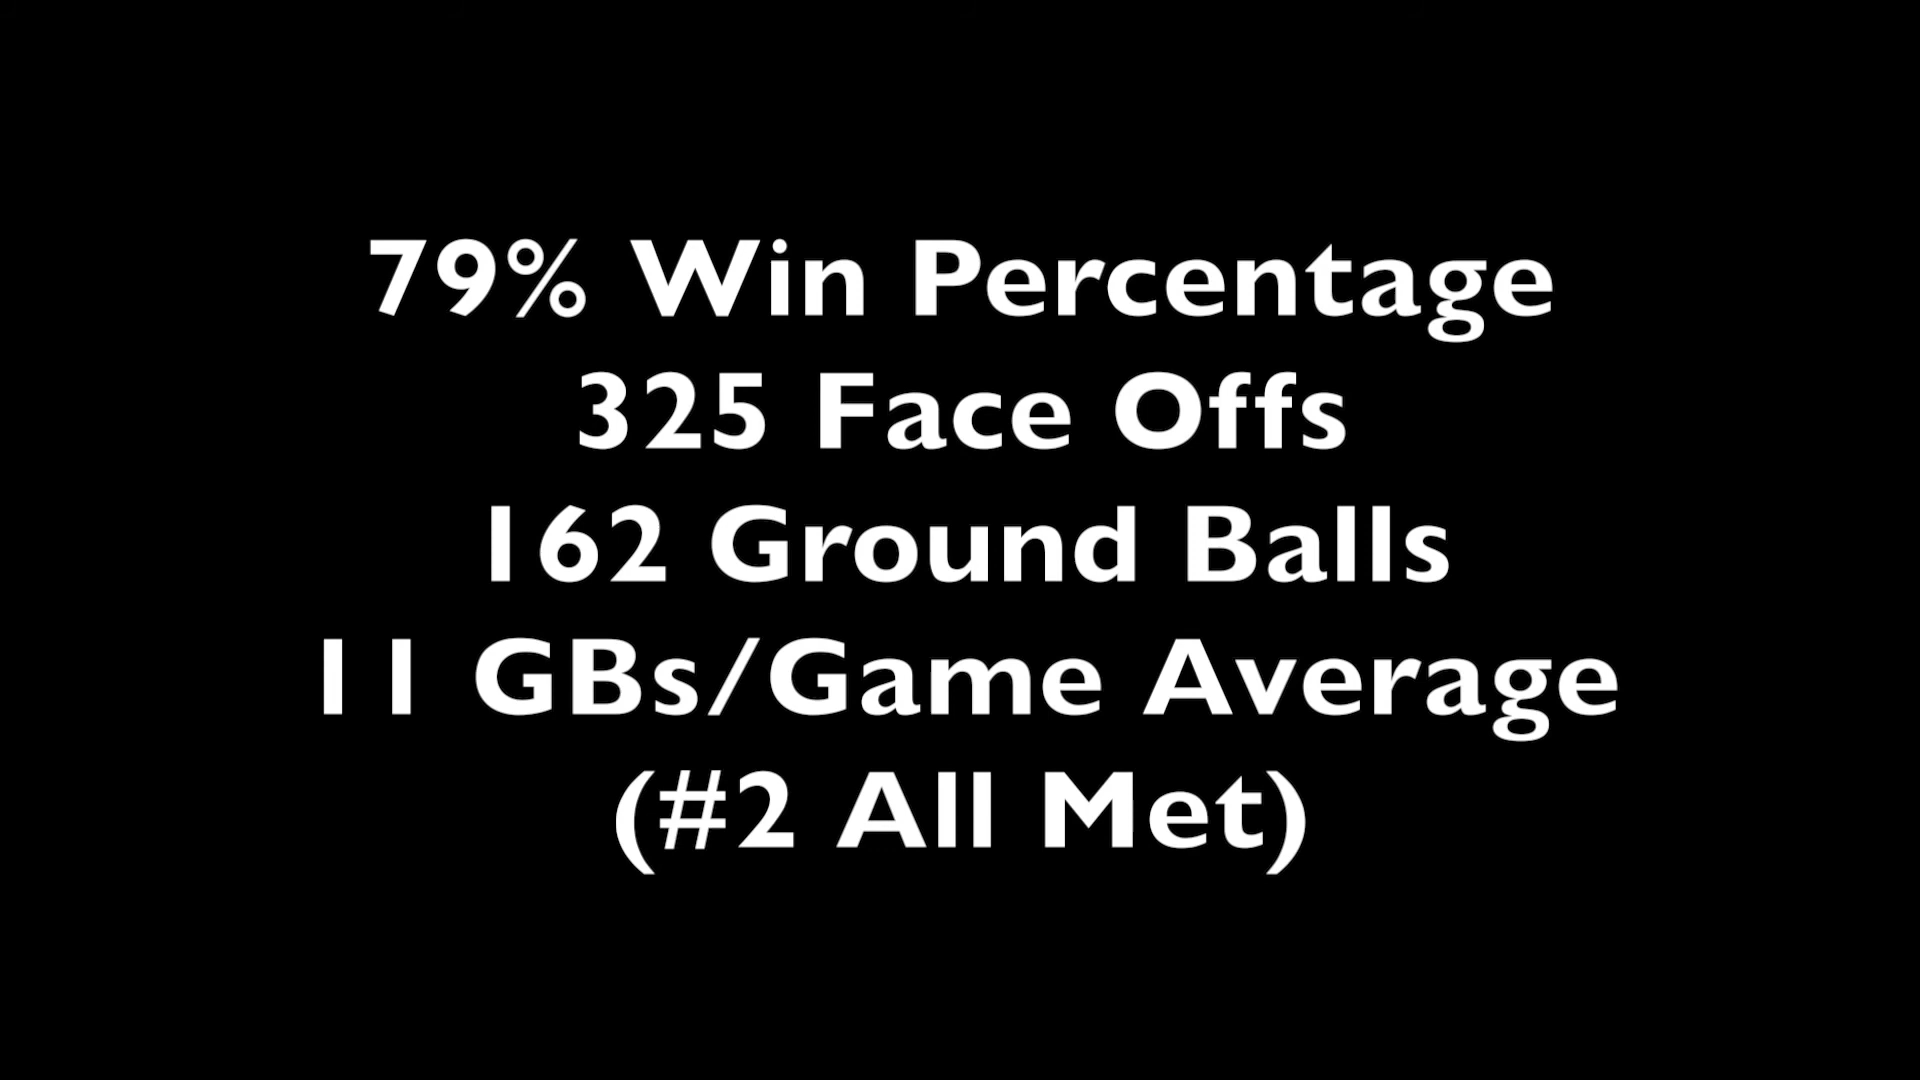 79% Win Percentage
325 Face Offs
162 Ground Balls
11 GBs/Game Average
(#2 All Met)